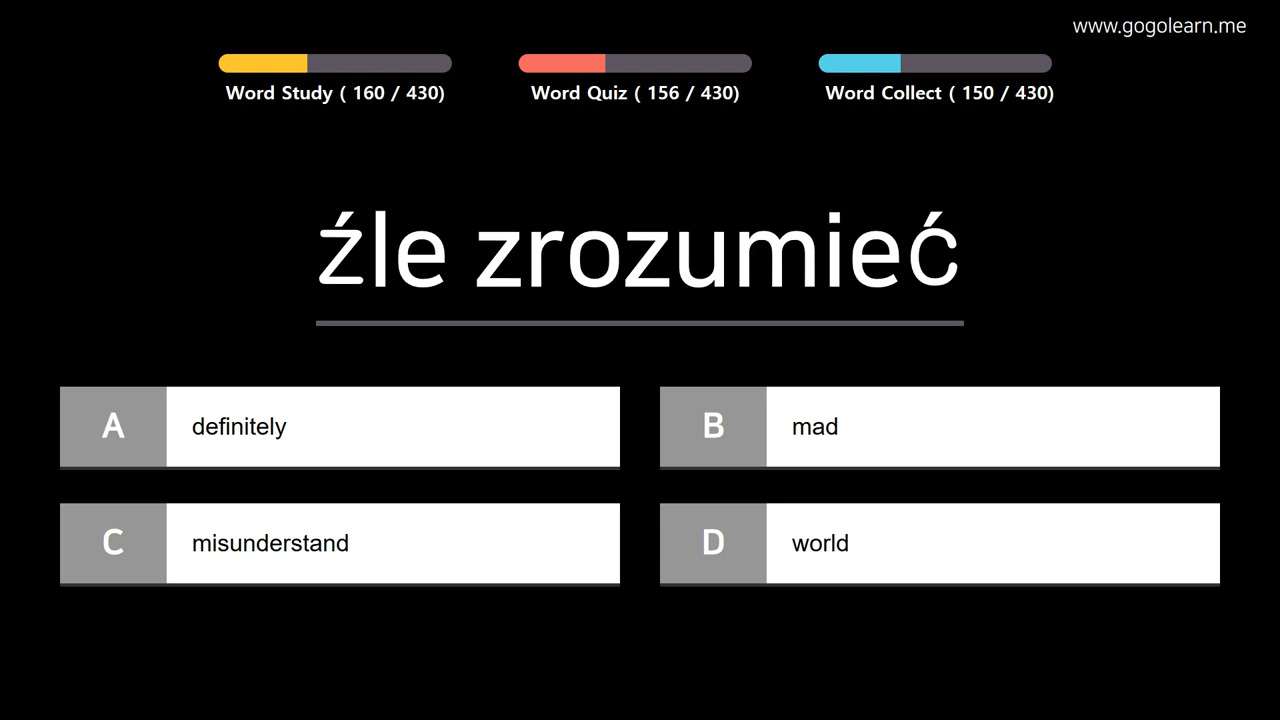 www.gogolearn.me
Word Study ( 160 / 430)
Word Quiz ( 156 / 430)
Word Collect ( 150 / 430)
źle zrozumieć
A definitely
B mad
C misunderstand
D world